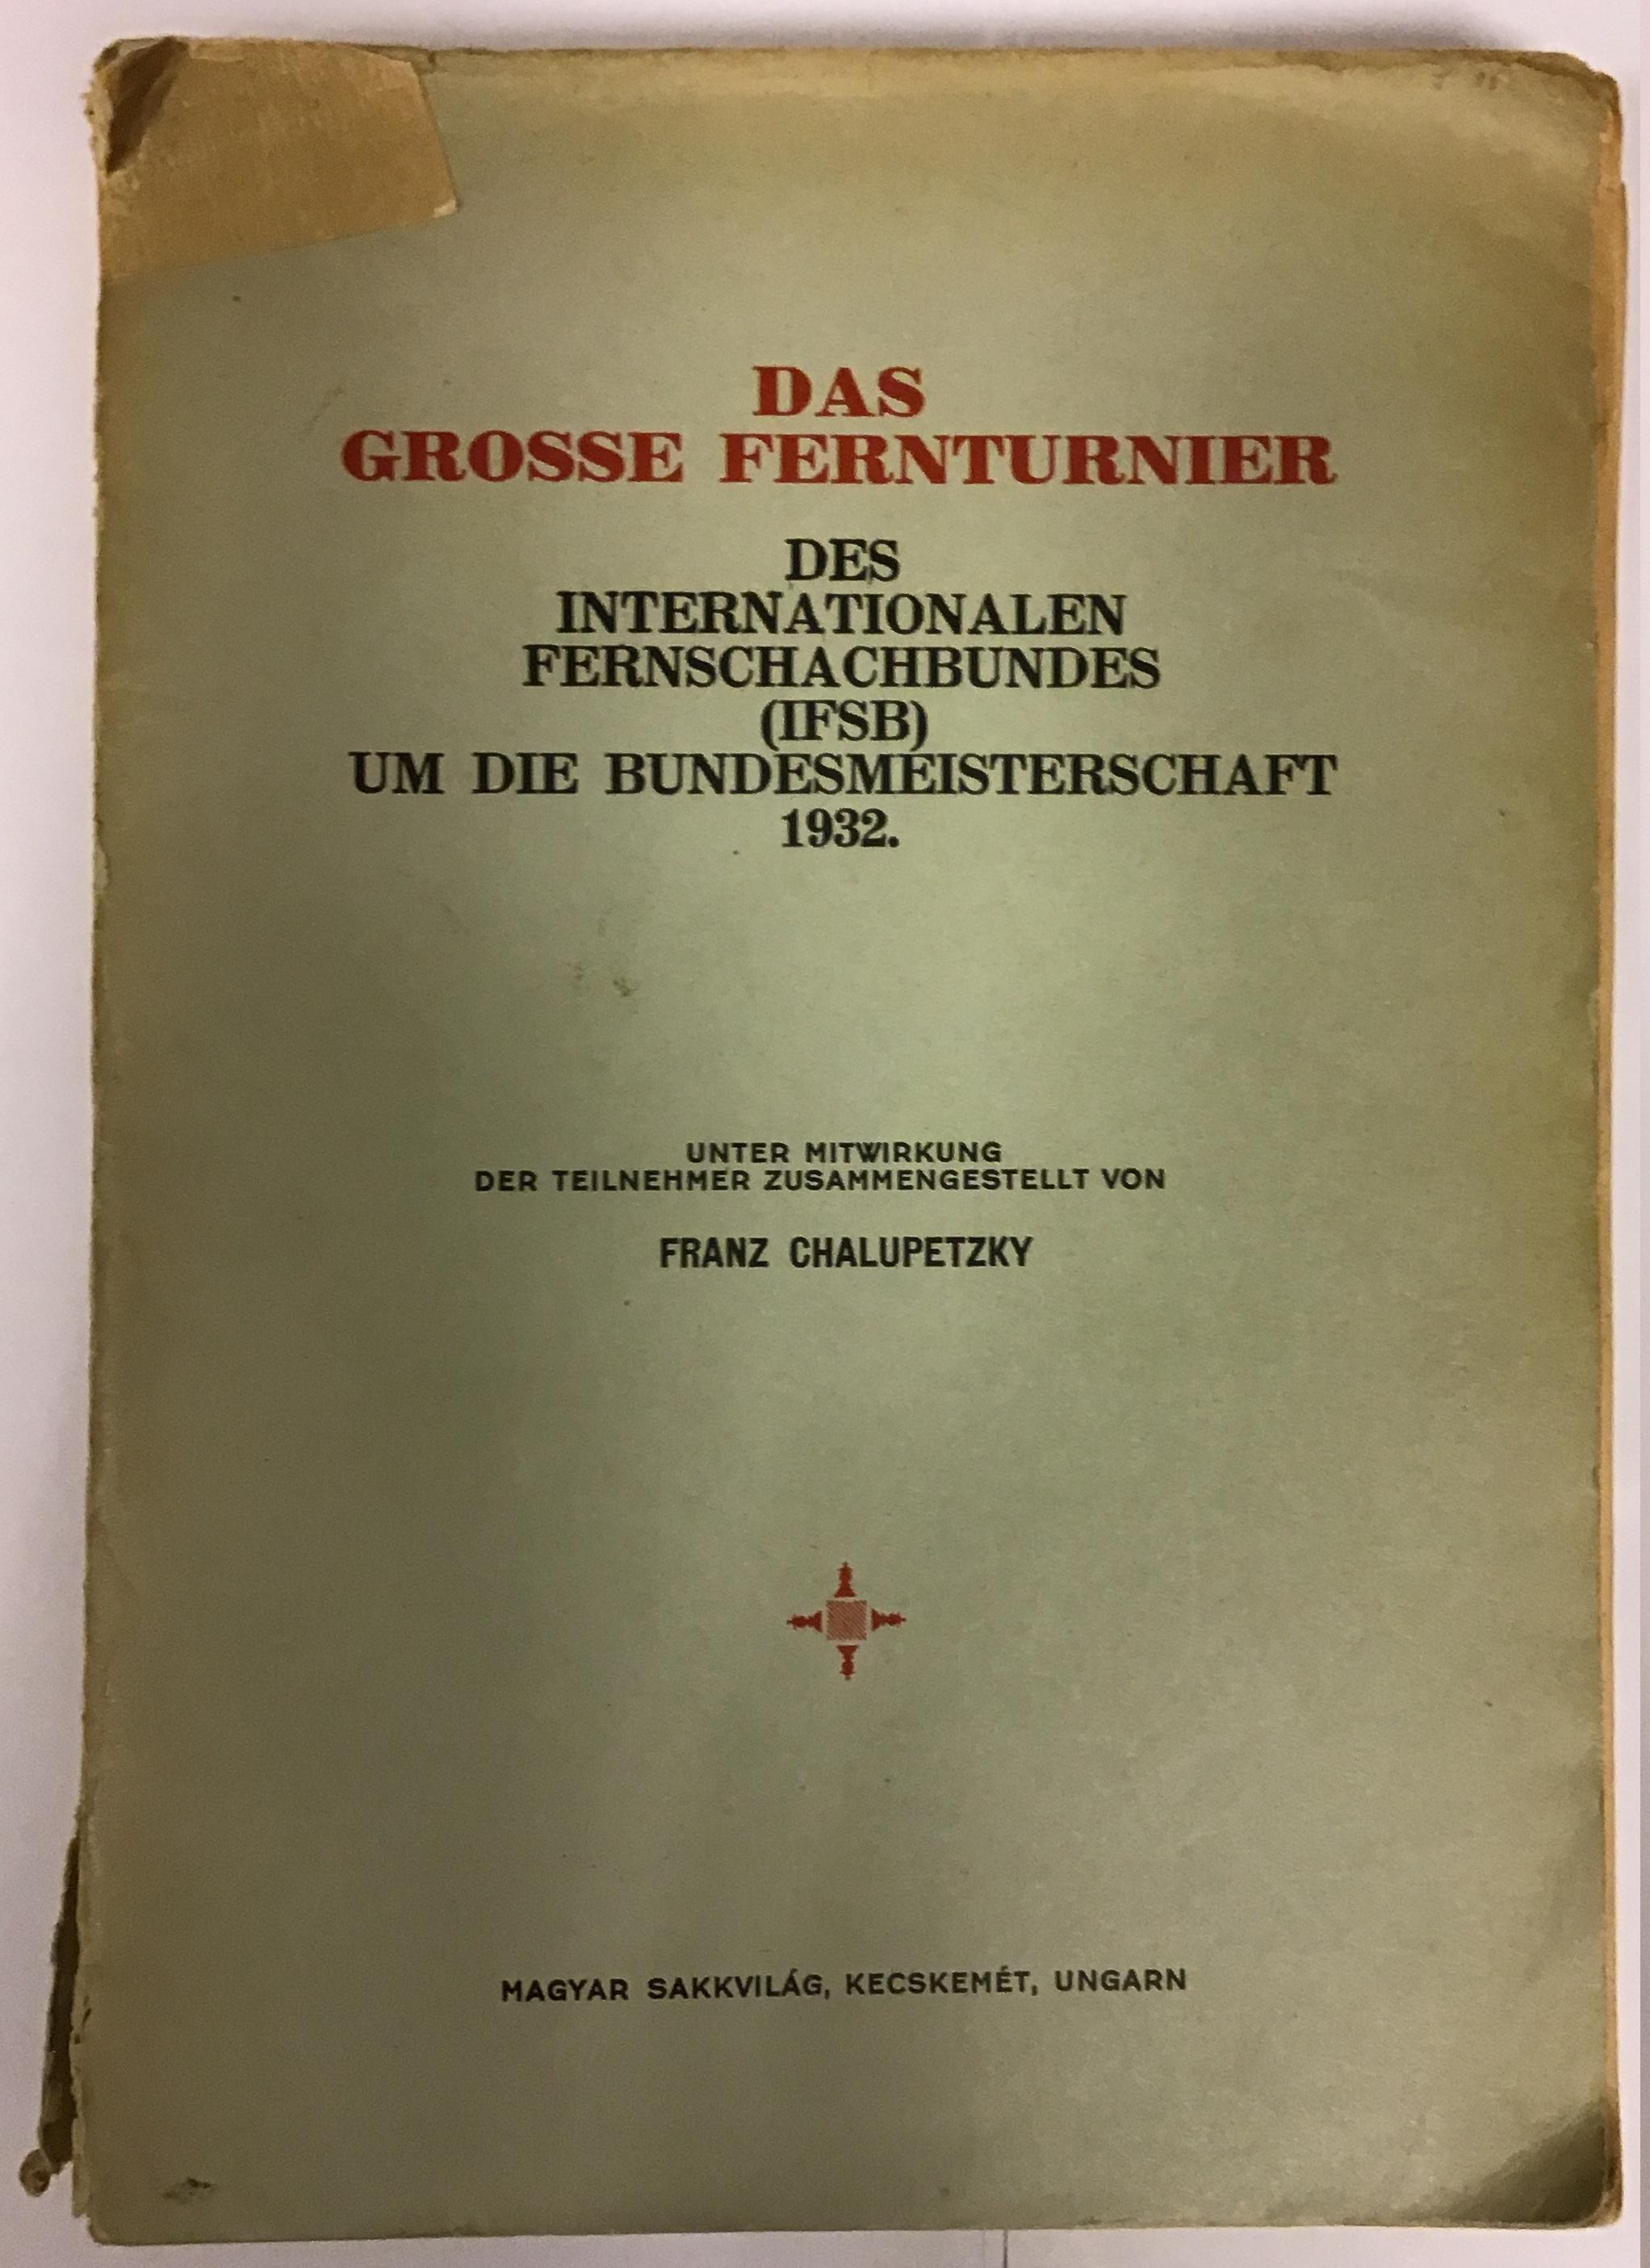 DAS
GROSSE FERNTURNIER
DES
INTERNATIONALEN
FERNSCHACHBUNDES
(IFSB)
UM DIE BUNDESMEISTERSCHAFT
1932.
UNTER MITWIRKUNG
DER TEILNEHMER ZUSAMMENGESTELLT VON
FRANZ CHALUPETZKY
MAGYAR SAKKVILÁG, KECSKEMÉT, UNGARN